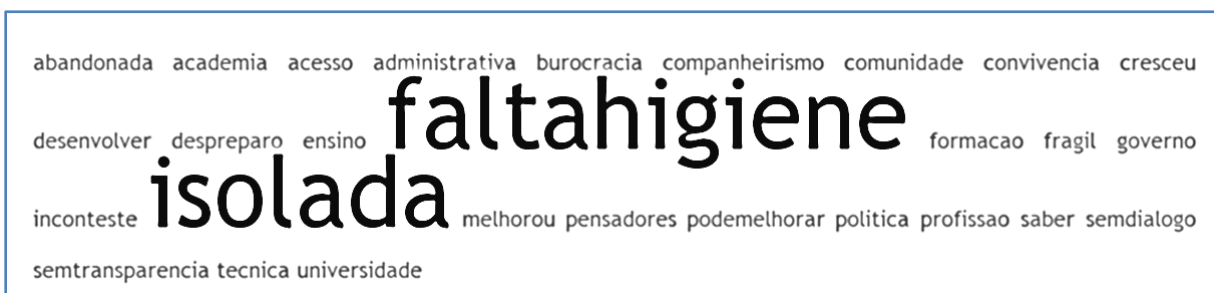 abandonada academia acesso administrativa burocracia companheirismo comunidade convivencia cresceu
desenvolver despreparo ensino faltahigiene formacao fragil governo
inconteste isolada melhorou pensadores podemelhorar politica profissao saber semdialogo
semtransparencia tecnica universidade